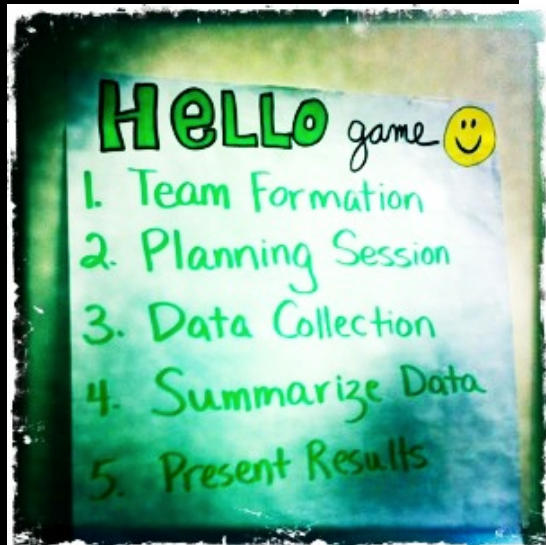 HeLLO game
1. Team Formation
2. Planning Session
3. Data Collection
4. Summarize Data
5. Present Results